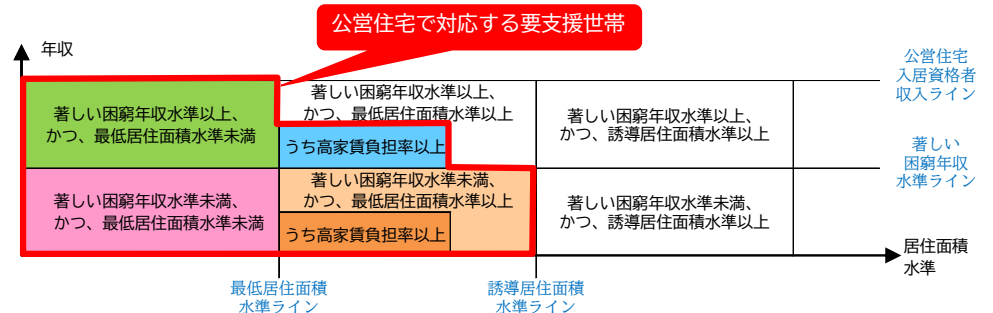 公営住宅で対応する要支援世帯
年収
公営住宅
入居資格者
収入ライン
著しい困窮年収水準以上、
かつ、最低居住面積水準未満
著しい困窮年収水準以上、
かつ、最低居住面積水準以上
うち高家賃負担率以上
著しい困窮年収水準以上、
かつ、誘導居住面積水準以上
著しい
困窮年収
水準ライン
著しい困窮年収水準未満、
かつ、最低居住面積水準未満
著しい困窮年収水準未満、
かつ、最低居住面積水準以上
うち高家賃負担率以上
著しい困窮年収水準未満、
かつ、誘導居住面積水準以上
居住面積
水準
最低居住面積
水準ライン
誘導居住面積
水準ライン